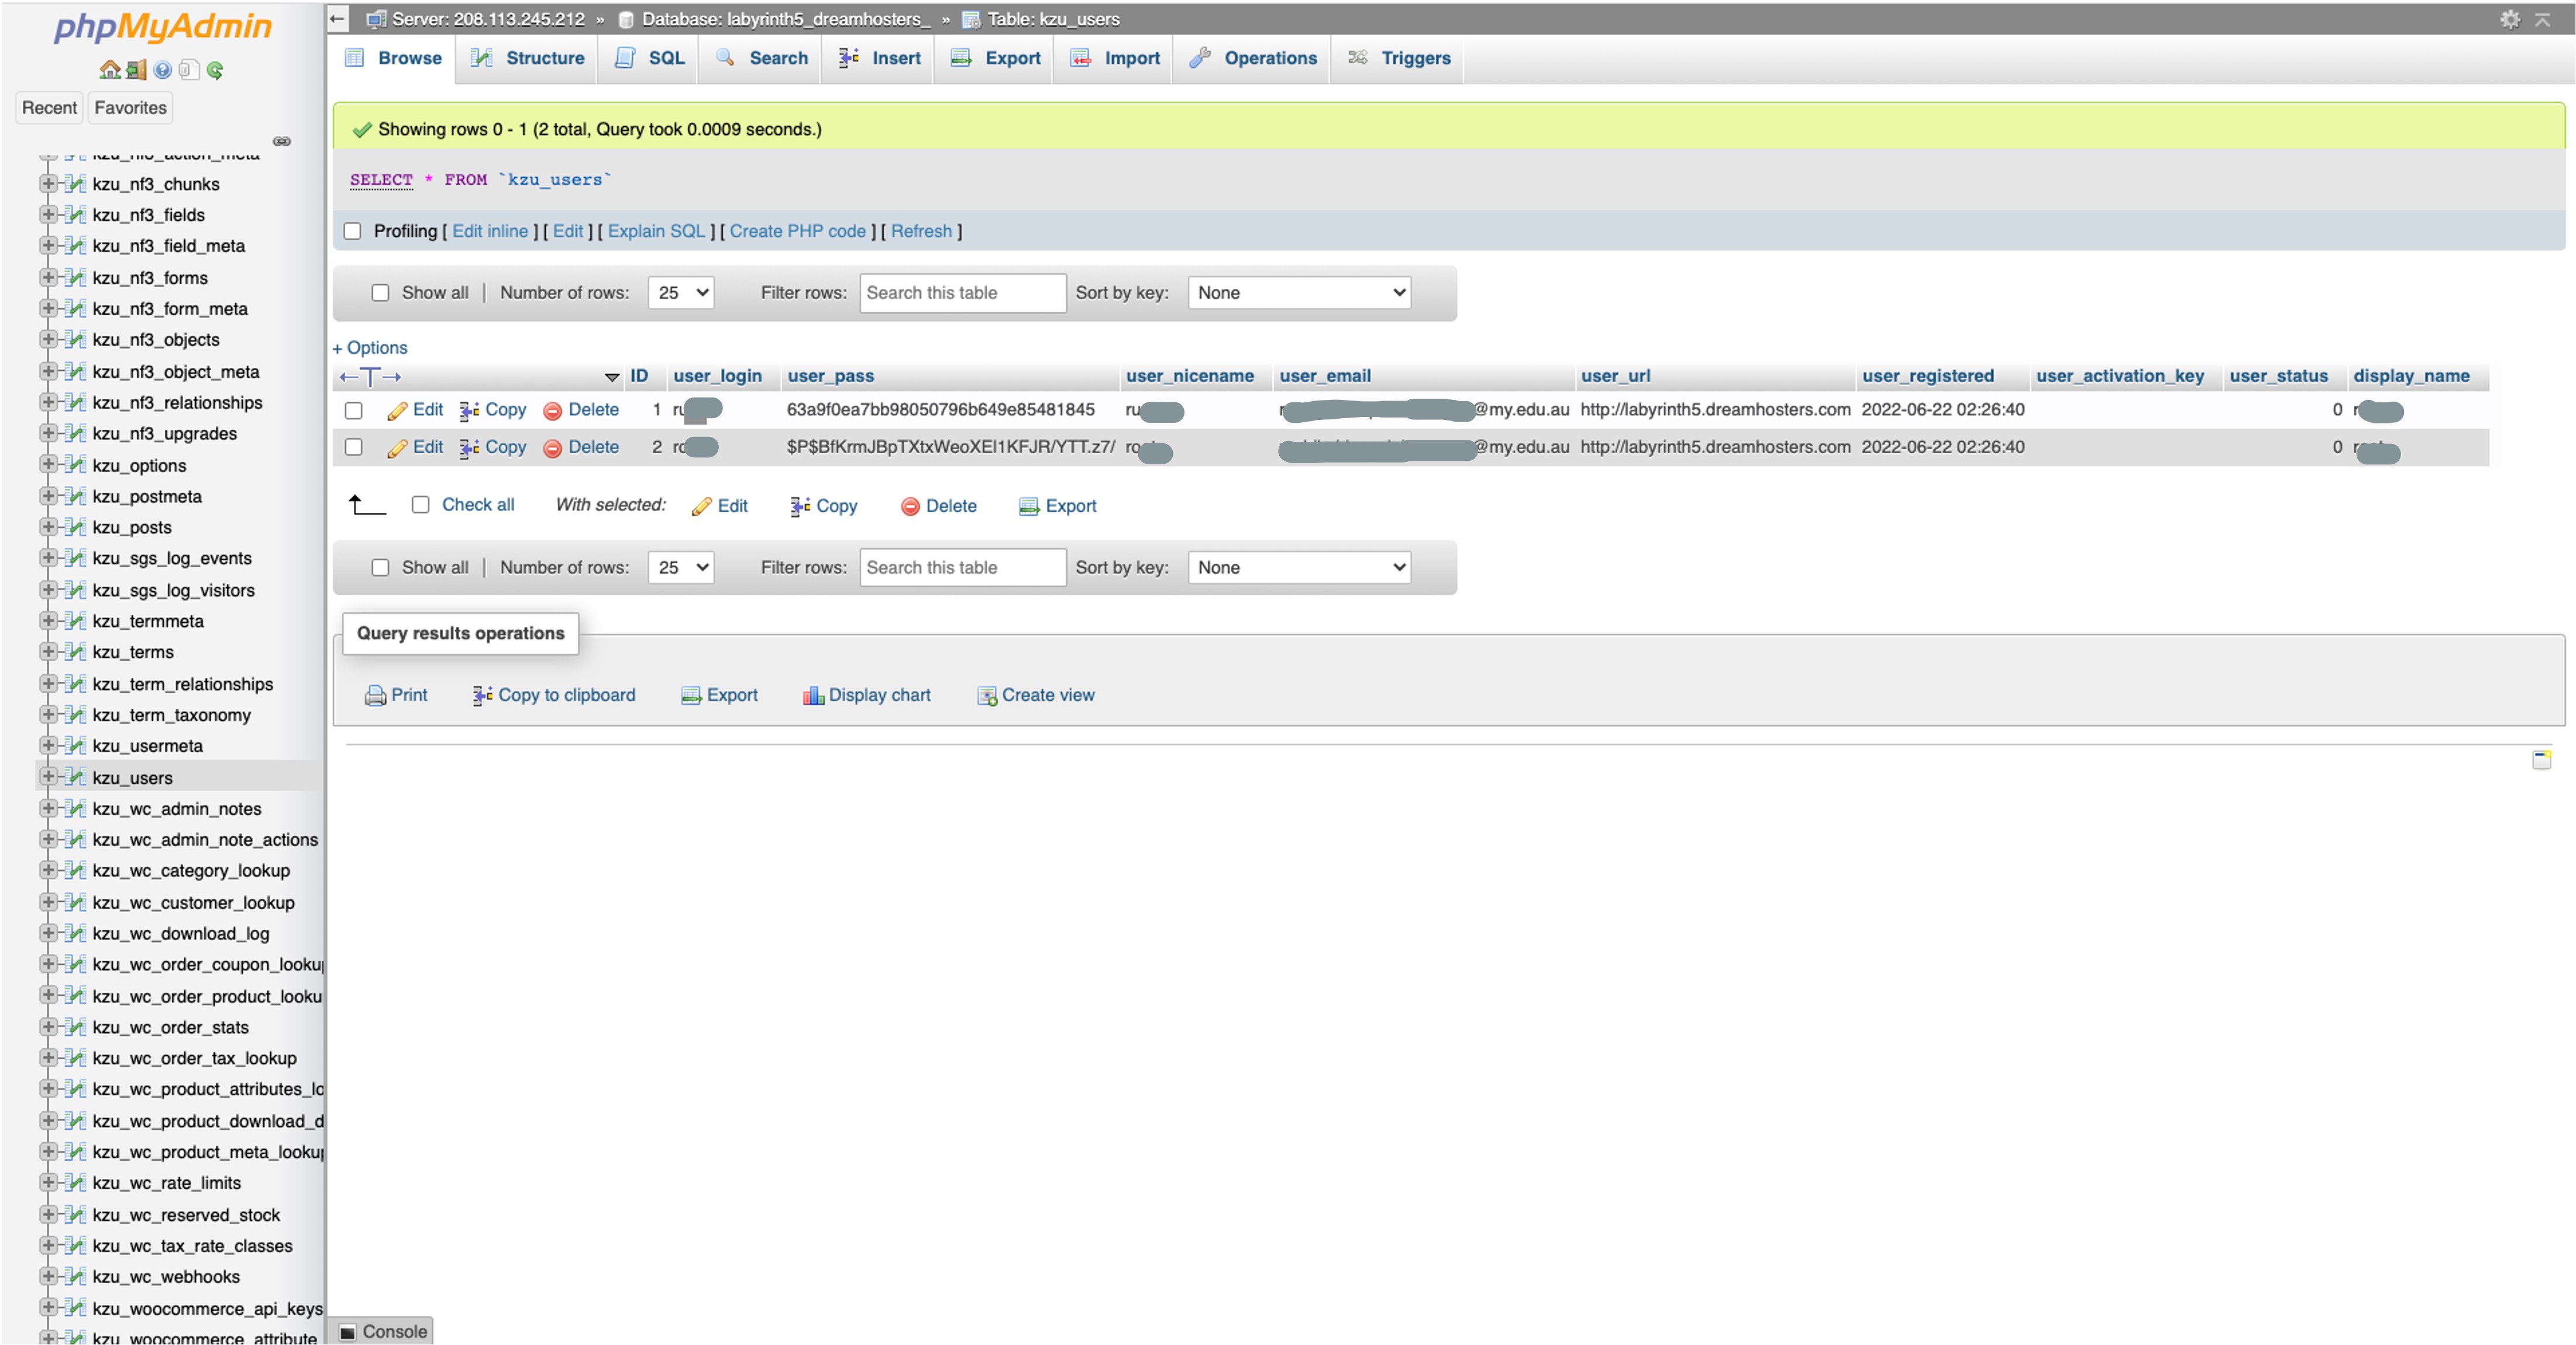 phpMyAdmin
Recent Favorites
kzu_nf3_action_meta
kzu_nf3_chunks
kzu_nf3_fields
kzu_nf3_field_meta
kzu_nf3_forms
kzu_nf3_form_meta
kzu_nf3_objects
kzu_nf3_object_meta
kzu_nf3_relationships
kzu_nf3_upgrades
kzu_options
kzu_postmeta
kzu_posts
kzu_sgs_log_events
kzu_sgs_log_visitors
kzu_termmeta
kzu_terms
kzu_term_relationships
kzu_term_taxonomy
kzu_usermeta
kzu_users
kzu_wc_admin_notes
kzu_wc_admin_note_actions
kzu_wc_category_lookup
kzu_wc_customer_lookup
kzu_wc_download_log
kzu_wc_order_coupon_looku
kzu_wc_order_product_looku
kzu_wc_order_stats
kzu_wc_order_tax_lookup
kzu_wc_product_attributes_lo
kzu_wc_product_download_d
kzu_wc_product_meta_looku
kzu_wc_rate_limits
kzu_wc_reserved_stock
kzu_wc_tax_rate_classes
kzu_wc_webhooks
kzu_woocommerce_api_keys
kzu_woocommerce_attribute
Server: 208.113.245.212 » Database: labyrinth5_dreamhosters_ » Table: kzu_users
Browse Structure SQL Search Insert Export Import Operations Triggers
Showing rows 0 - 1 (2 total, Query took 0.0009 seconds.)
SELECT * FROM `kzu_users`
Profiling [ Edit inline ] [ Edit ] [ Explain SQL ] [ Create PHP code ] [ Refresh ]
Show all | Number of rows: 25 Filter rows: Search this table Sort by key: None
+ Options
←T→ ID user_login user_pass user_nicename user_email user_url user_registered user_activation_key user_status display_name
Edit Copy Delete 1 ru 63a9f0ea7bb98050796b649e85481845 ru r @my.edu.au http://labyrinth5.dreamhosters.com 2022-06-22 02:26:40 0 r
Edit Copy Delete 2 ro $P$BfKrmJBpTXtxWeoXEI1KFJR/YTT.z7/ ro @my.edu.au http://labyrinth5.dreamhosters.com 2022-06-22 02:26:40 0 r
Check all With selected: Edit Copy Delete Export
Show all | Number of rows: 25 Filter rows: Search this table Sort by key: None
Query results operations
Print Copy to clipboard Export Display chart Create view
Console